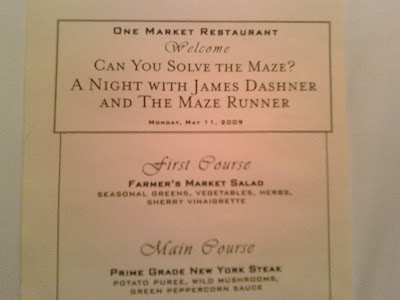 One Market Restaurant
Welcome
Can You Solve the Maze?
A Night with James Dashner
and The Maze Runner
Monday, May 11, 2009
First Course
Farmer's Market Salad
seasonal greens, vegetables, herbs,
sherry vinaidrette
Main Course
Prime Grade New York Steak
potato puree, wild mushrooms,
green peppercorn sauce